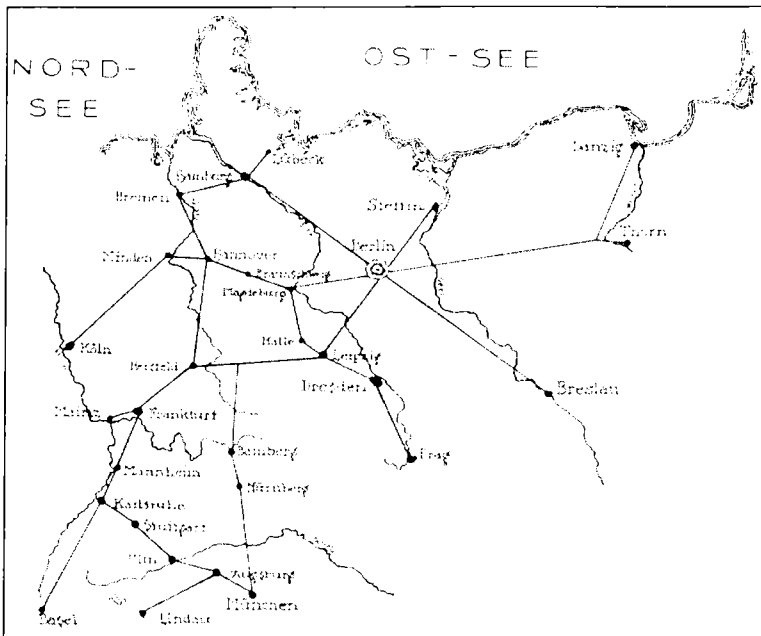 NORD-
SEE
OST-SEE
Lübeck
Hamburg
Danzig
Bremen
Stettin
Berlin
Thorn
Minden
Hannover
Braunschweig
Magdeburg
Halle
Leipzig
Köln
Dresden
Breslau
Mainz
Frankfurt
Bamberg
Prag
Mannheim
Nürnberg
Karlsruhe
Stuttgart
Ulm
Augsburg
München
Basel
Lindau